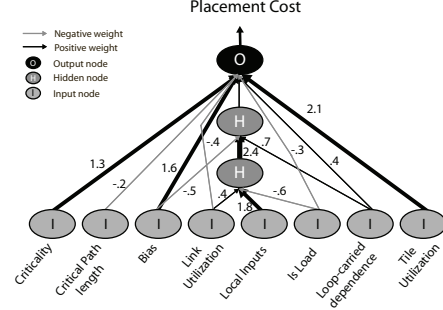 Placement Cost
Negative weight
Positive weight
O Output node
H Hidden node
I Input node
O
H
H
2.1
1.3
-.2
1.6
-.5
-.4
.7
2.4
-.3
.4
.4
1.8
-.6
I I I I I I I I
Criticality
Critical Path
length
Bias
Link
Utilization
Local Inputs
Is Load
Loop-carried
dependence
Tile
Utilization